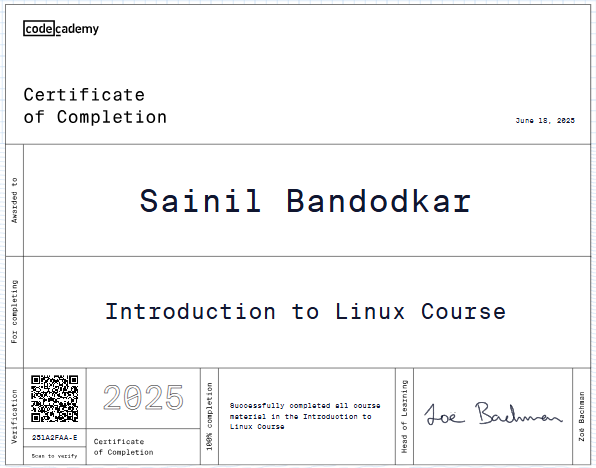 codecademy
Certificate
of Completion
June 18, 2025
Awarded to
Sainil Bandodkar
For completing
Introduction to Linux Course
Verification
251A2FAA-E
Scan to verify
2025
Certificate
of Completion
100% completion
Successfully completed all course
material in the Introduction to
Linux Course
Head of Learning
Zoë Bachman
Zoë Bachman